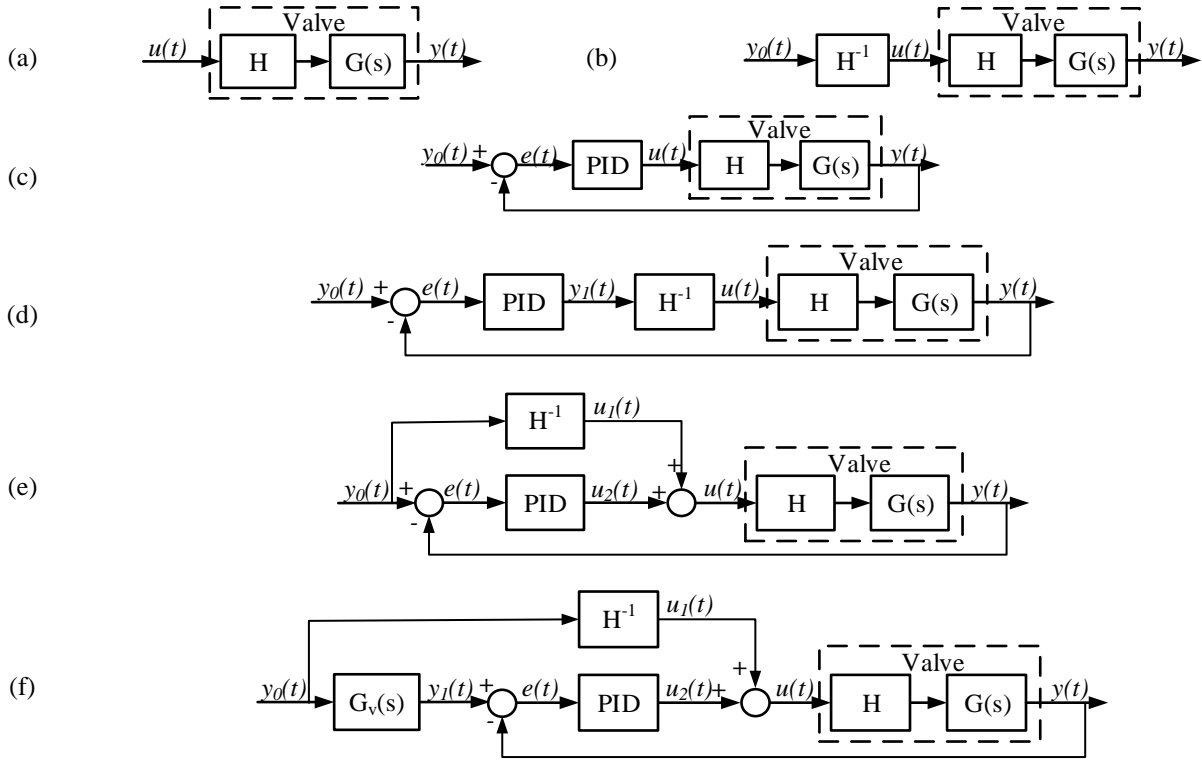 (a)
u(t)
Valve
H
G(s)
y(t)
(b)
y₀(t)
H⁻¹
u(t)
Valve
H
G(s)
y(t)
(c)
y₀(t)
+
-
e(t)
PID
u(t)
Valve
H
G(s)
y(t)
(d)
y₀(t)
+
-
e(t)
PID
y₁(t)
H⁻¹
u(t)
Valve
H
G(s)
y(t)
(e)
H⁻¹
u₁(t)
y₀(t)
+
-
e(t)
PID
u₂(t)
+
+
u(t)
Valve
H
G(s)
y(t)
(f)
H⁻¹
u₁(t)
y₀(t)
Gᵥ(s)
y₁(t)
+
-
e(t)
PID
u₂(t)
+
+
u(t)
Valve
H
G(s)
y(t)